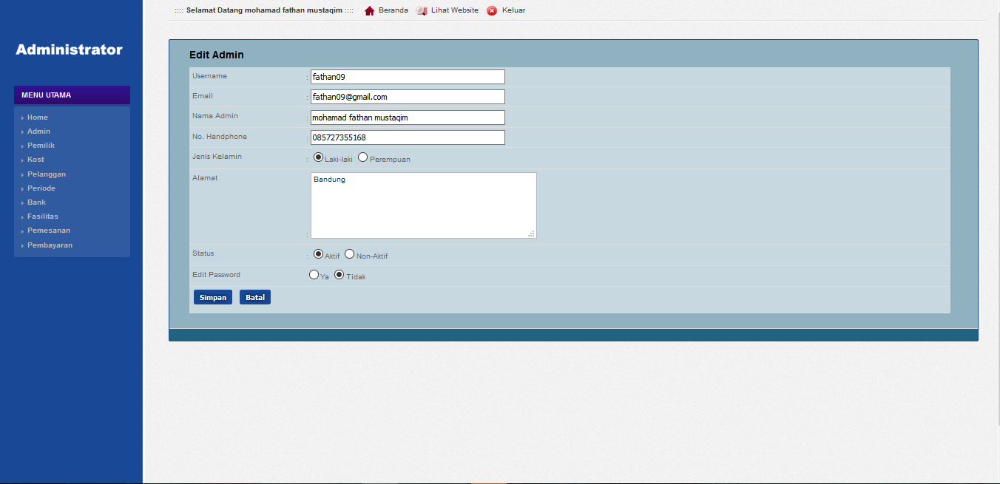 :::: Selamat Datang mohamad fathan mustaqim :::: Beranda Lihat Website Keluar
Administrator
MENU UTAMA
Home
Admin
Pemilik
Kost
Pelanggan
Periode
Bank
Fasilitas
Pemesanan
Pembayaran
Edit Admin
Username : fathan09
Email : fathan09@gmail.com
Nama Admin : mohamad fathan mustaqim
No. Handphone : 085727355168
Jenis Kelamin : Laki-laki Perempuan
Alamat : Bandung
Status : Aktif Non-Aktif
Edit Password Ya Tidak
Simpan Batal